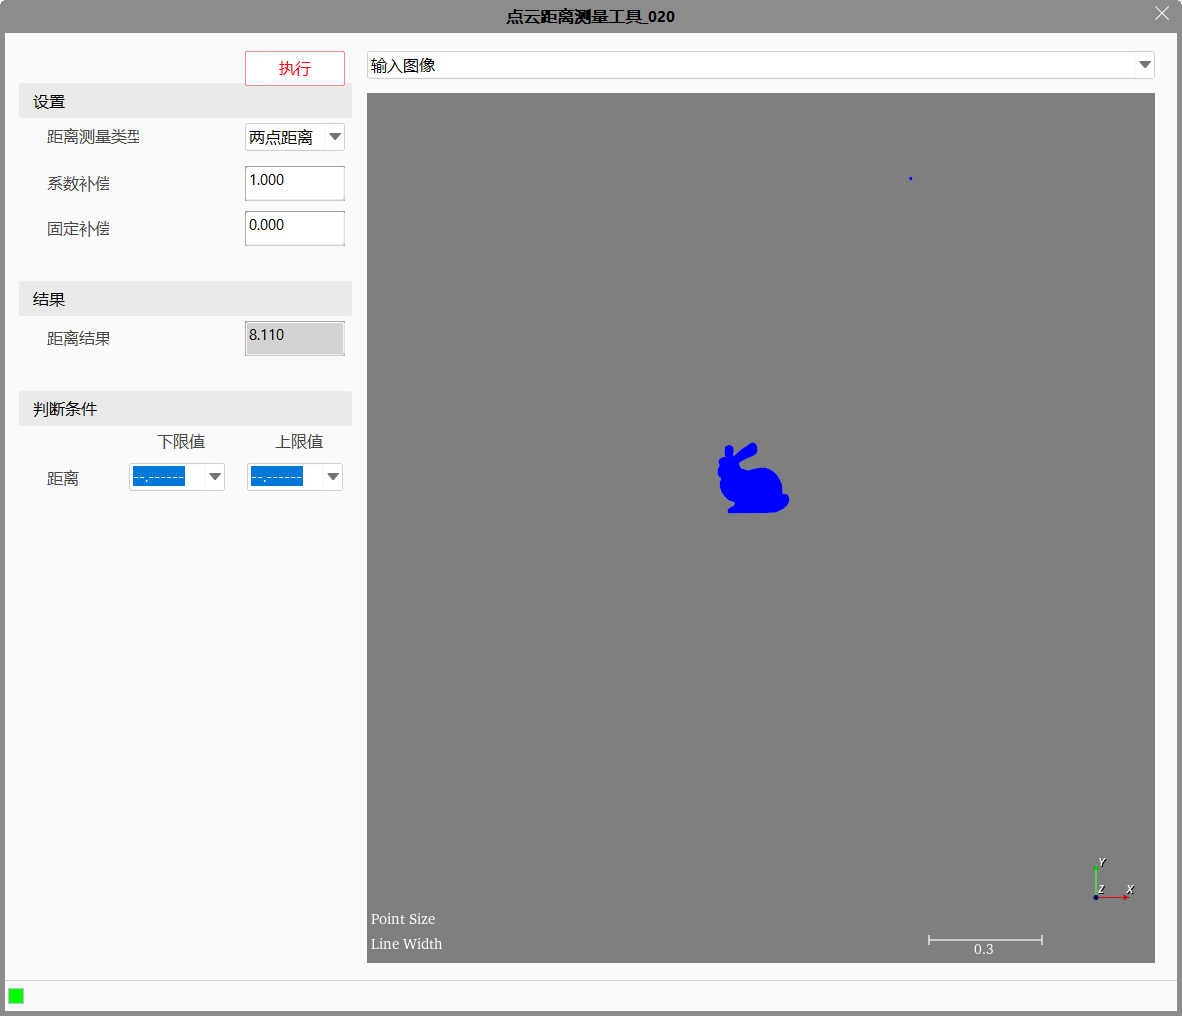 点云距离测量工具_020
执行
输入图像
设置
距离测量类型
两点距离
系数补偿
1.000
固定补偿
0.000
结果
距离结果
8.110
判断条件
下限值 上限值
距离
--.------ --.------
Y
Z X
Point Size
Line Width
0.3